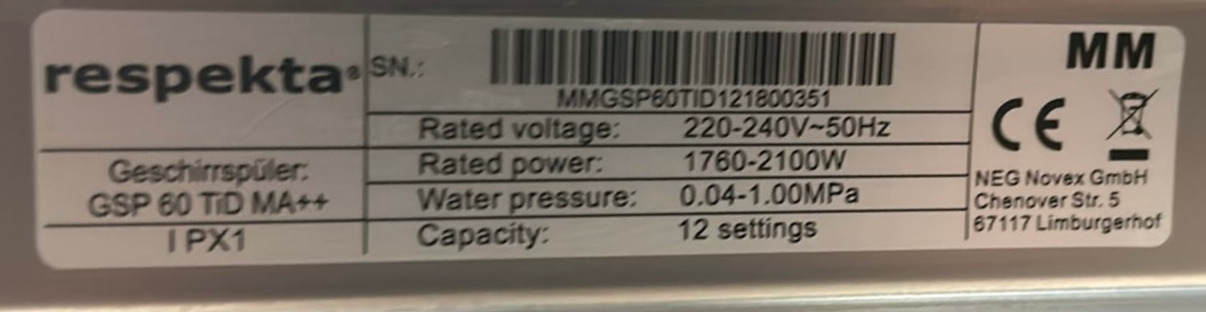 respekta®
SN.:
MMGSP60TID121800351
Geschirrspüler:
GSP 60 TiD MA++
I PX1
Rated voltage: 220-240V~50Hz
Rated power: 1760-2100W
Water pressure: 0.04-1.00MPa
Capacity: 12 settings
MM
CE
NEG Novex GmbH
Chenover Str. 5
67117 Limburgerhof